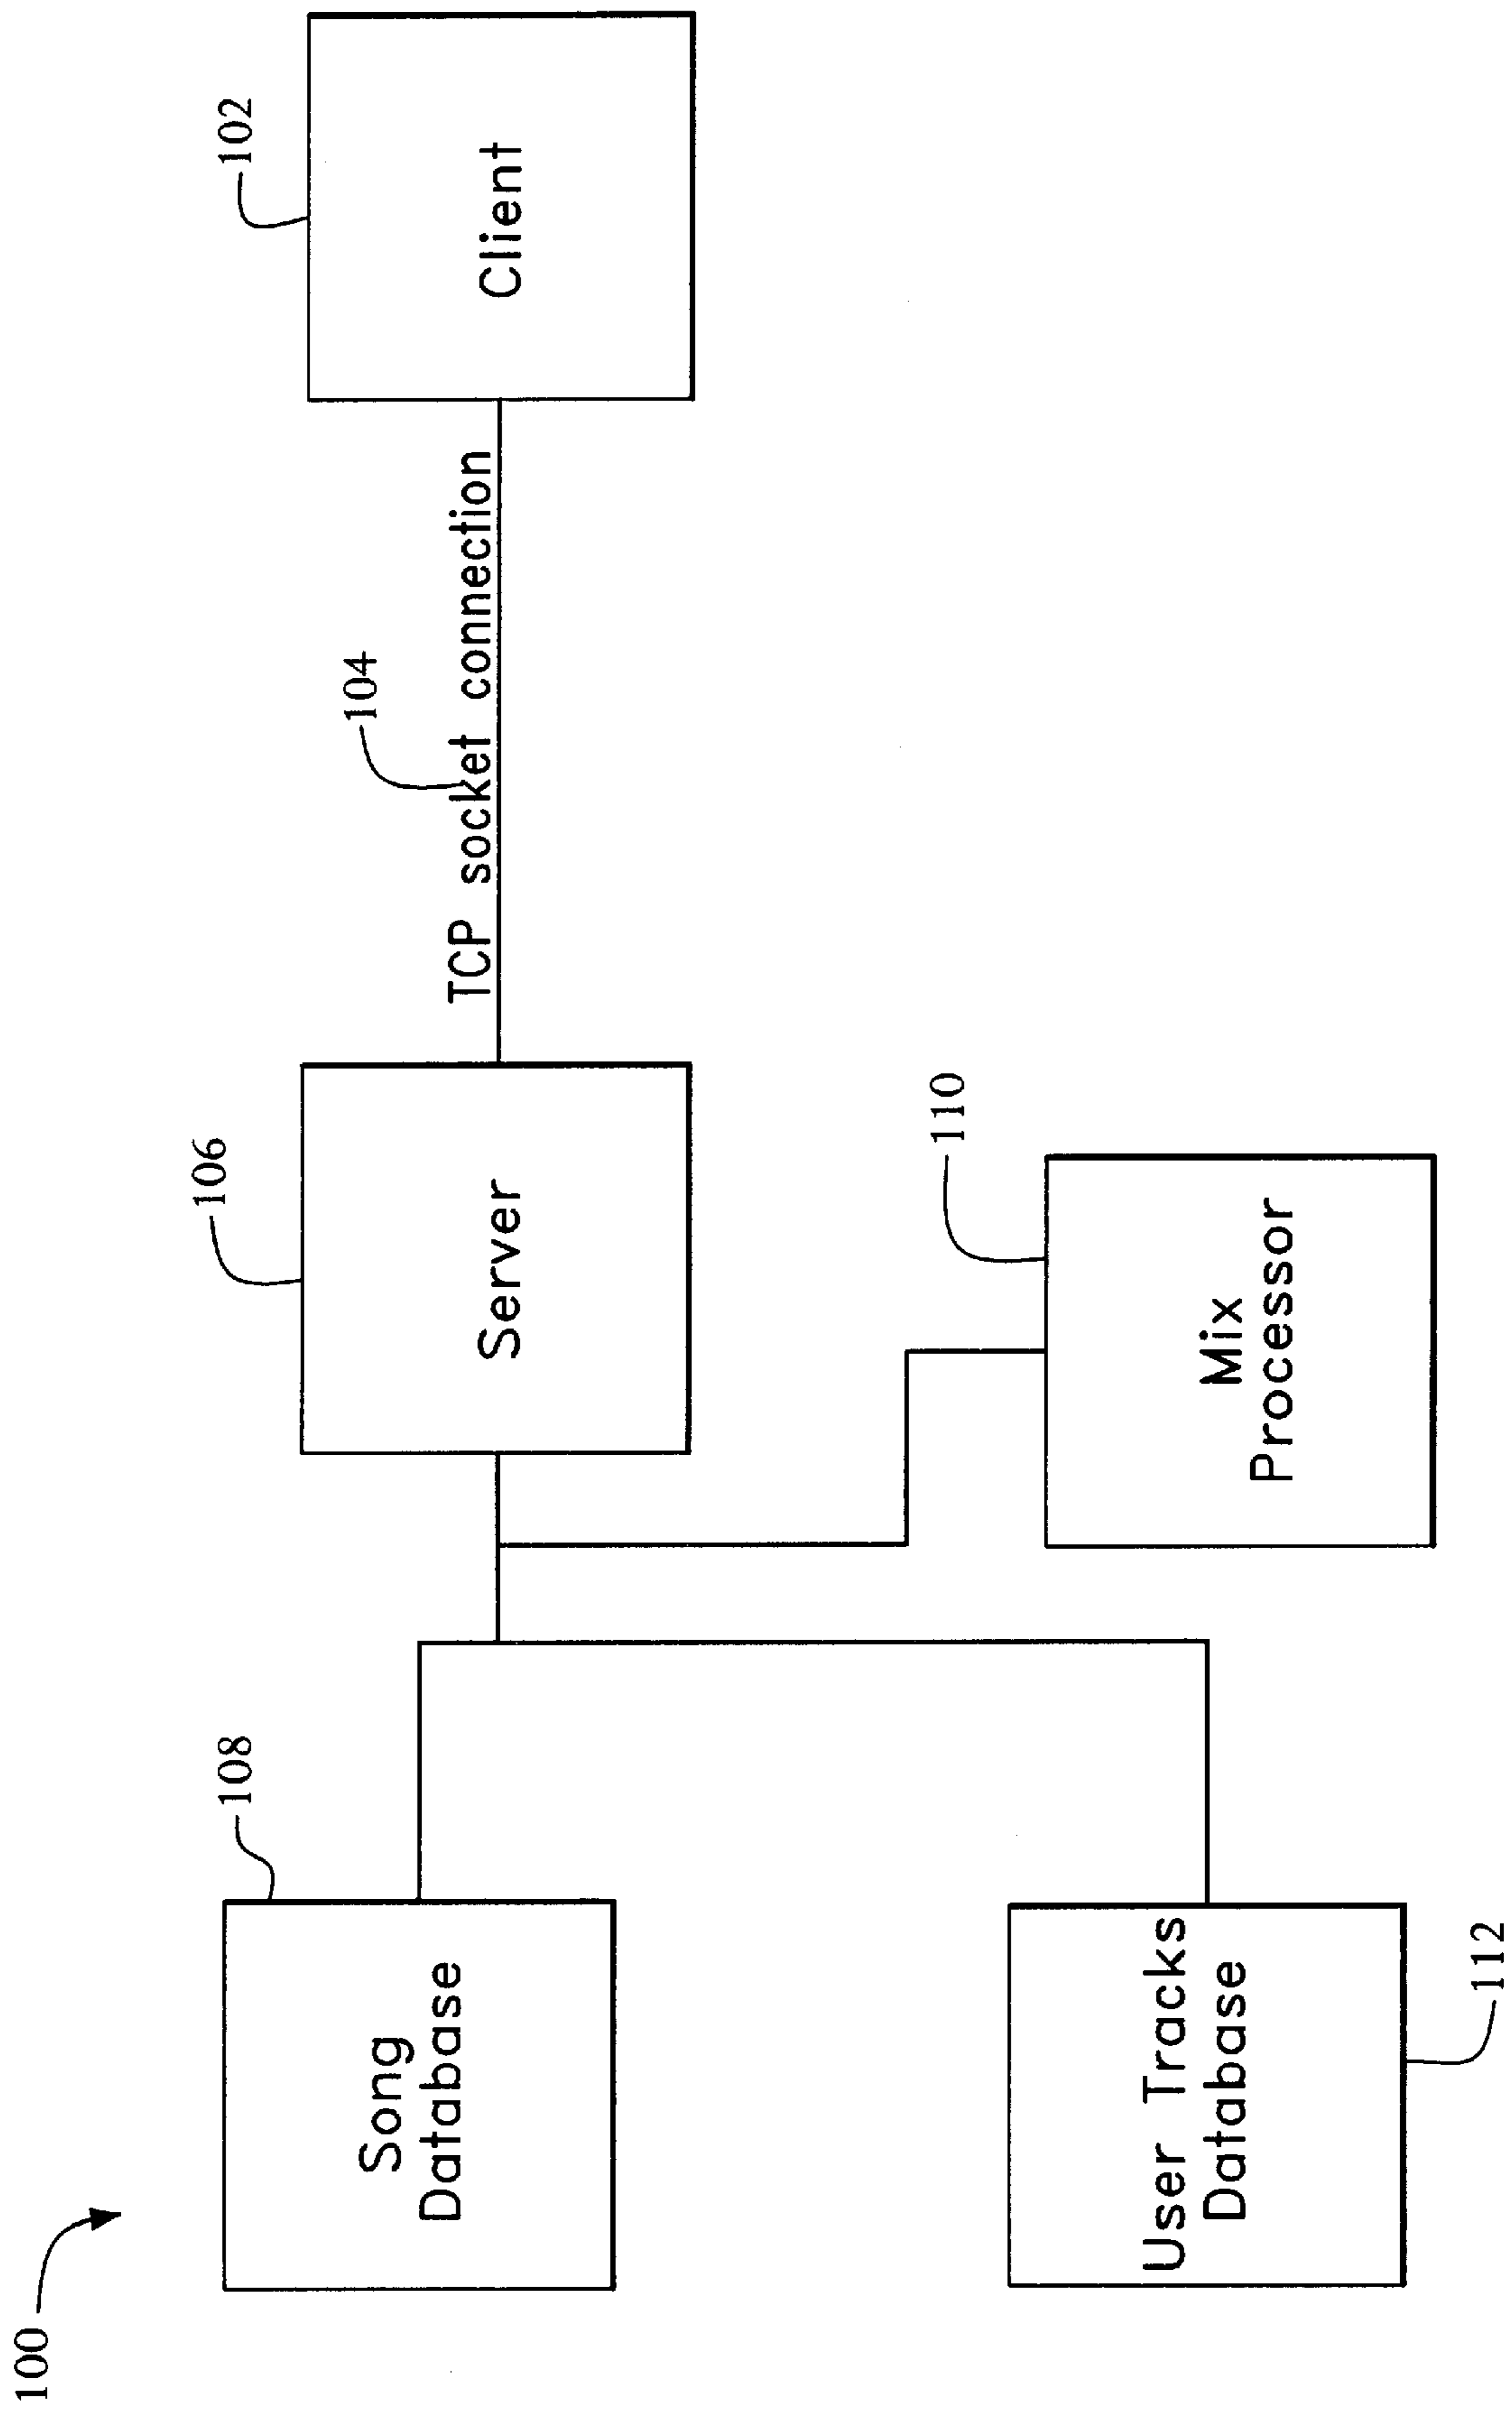 100
108
Song
Database
106
Server
104
TCP socket connection
102
Client
User Tracks
Database
112
110
Mix
Processor